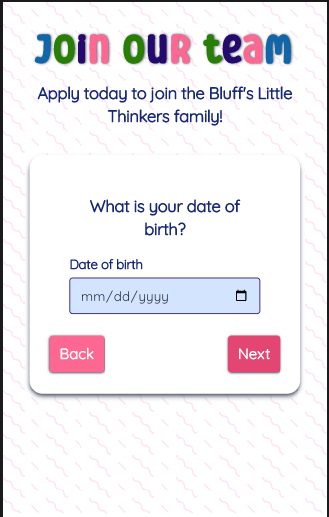 Join our team
Apply today to join the Bluff's Little
Thinkers family!
What is your date of
birth?
Date of birth
mm/dd/yyyy
Back
Next